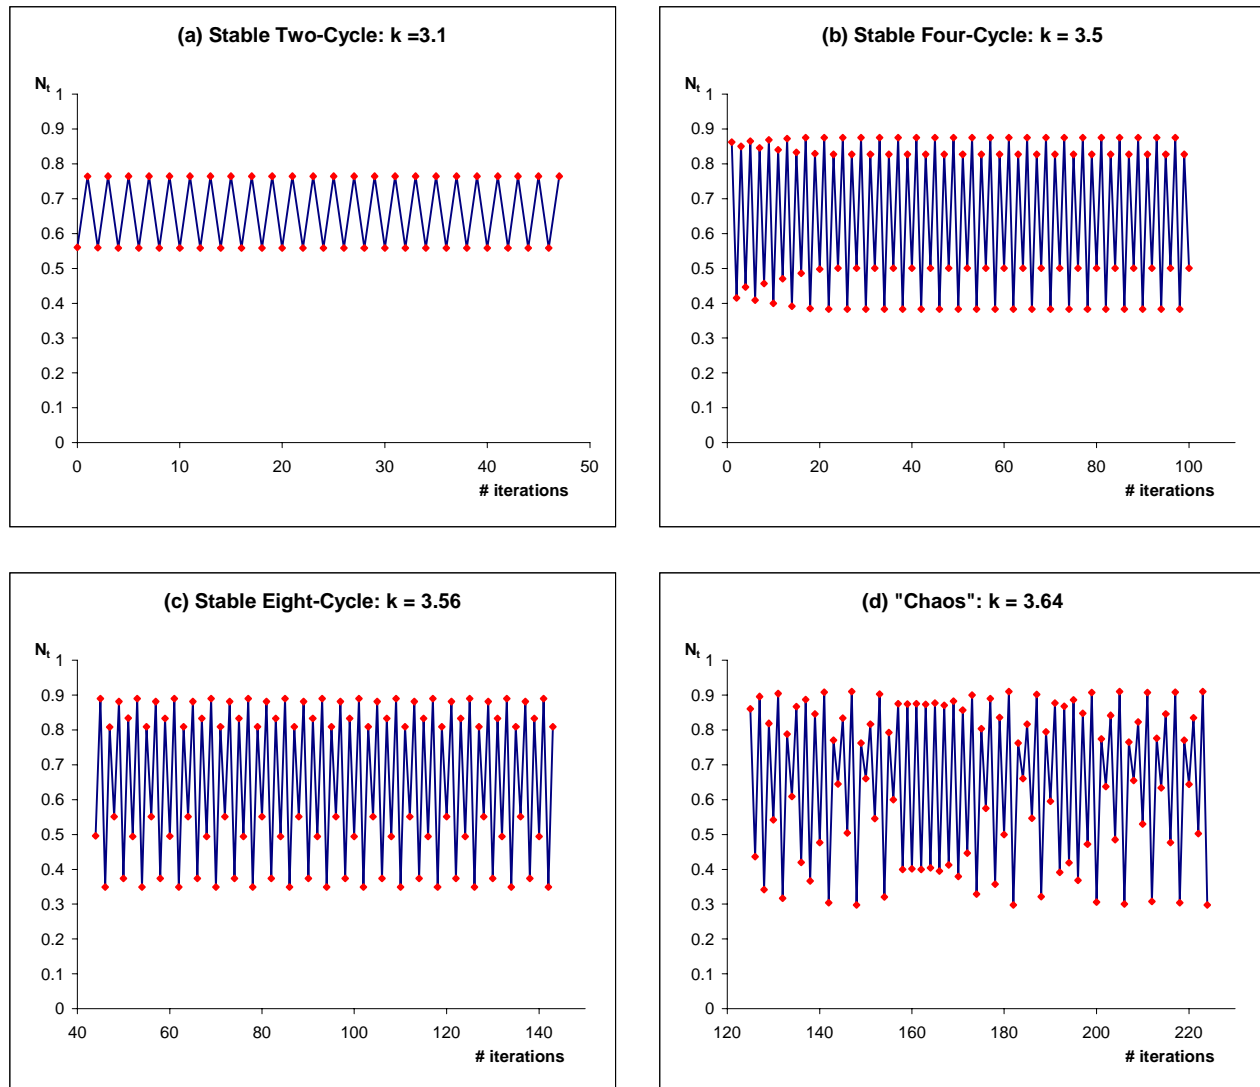 (a) Stable Two-Cycle: k =3.1
Nt
1
0.9
0.8
0.7
0.6
0.5
0.4
0.3
0.2
0.1
0
0 10 20 30 40 50
# iterations
(b) Stable Four-Cycle: k = 3.5
Nt
1
0.9
0.8
0.7
0.6
0.5
0.4
0.3
0.2
0.1
0
0 20 40 60 80 100
# iterations
(c) Stable Eight-Cycle: k = 3.56
Nt
1
0.9
0.8
0.7
0.6
0.5
0.4
0.3
0.2
0.1
0
40 60 80 100 120 140
# iterations
(d) "Chaos": k = 3.64
Nt
1
0.9
0.8
0.7
0.6
0.5
0.4
0.3
0.2
0.1
0
120 140 160 180 200 220
# iterations